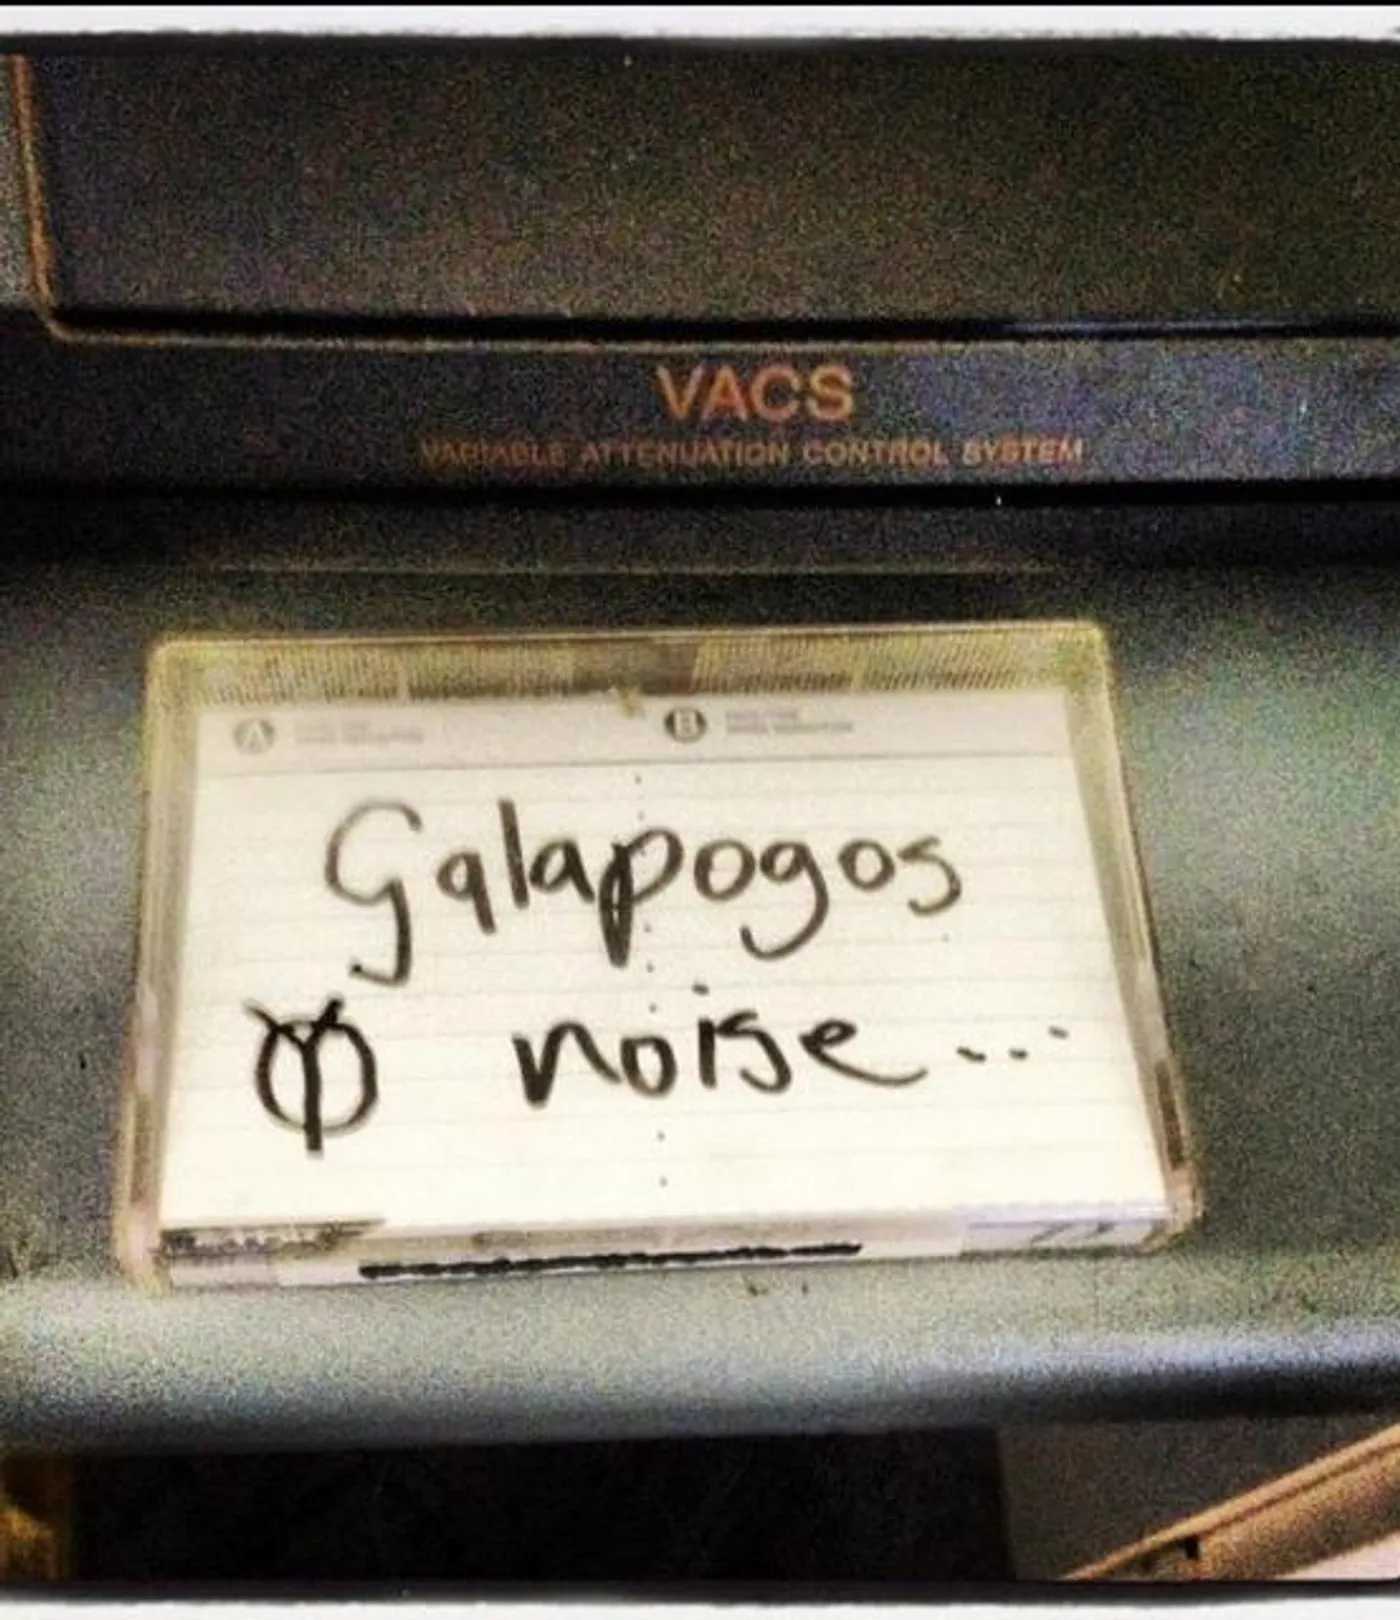 VACS
VARIABLE ATTENUATION CONTROL SYSTEM
A B
Galapogos
noise...